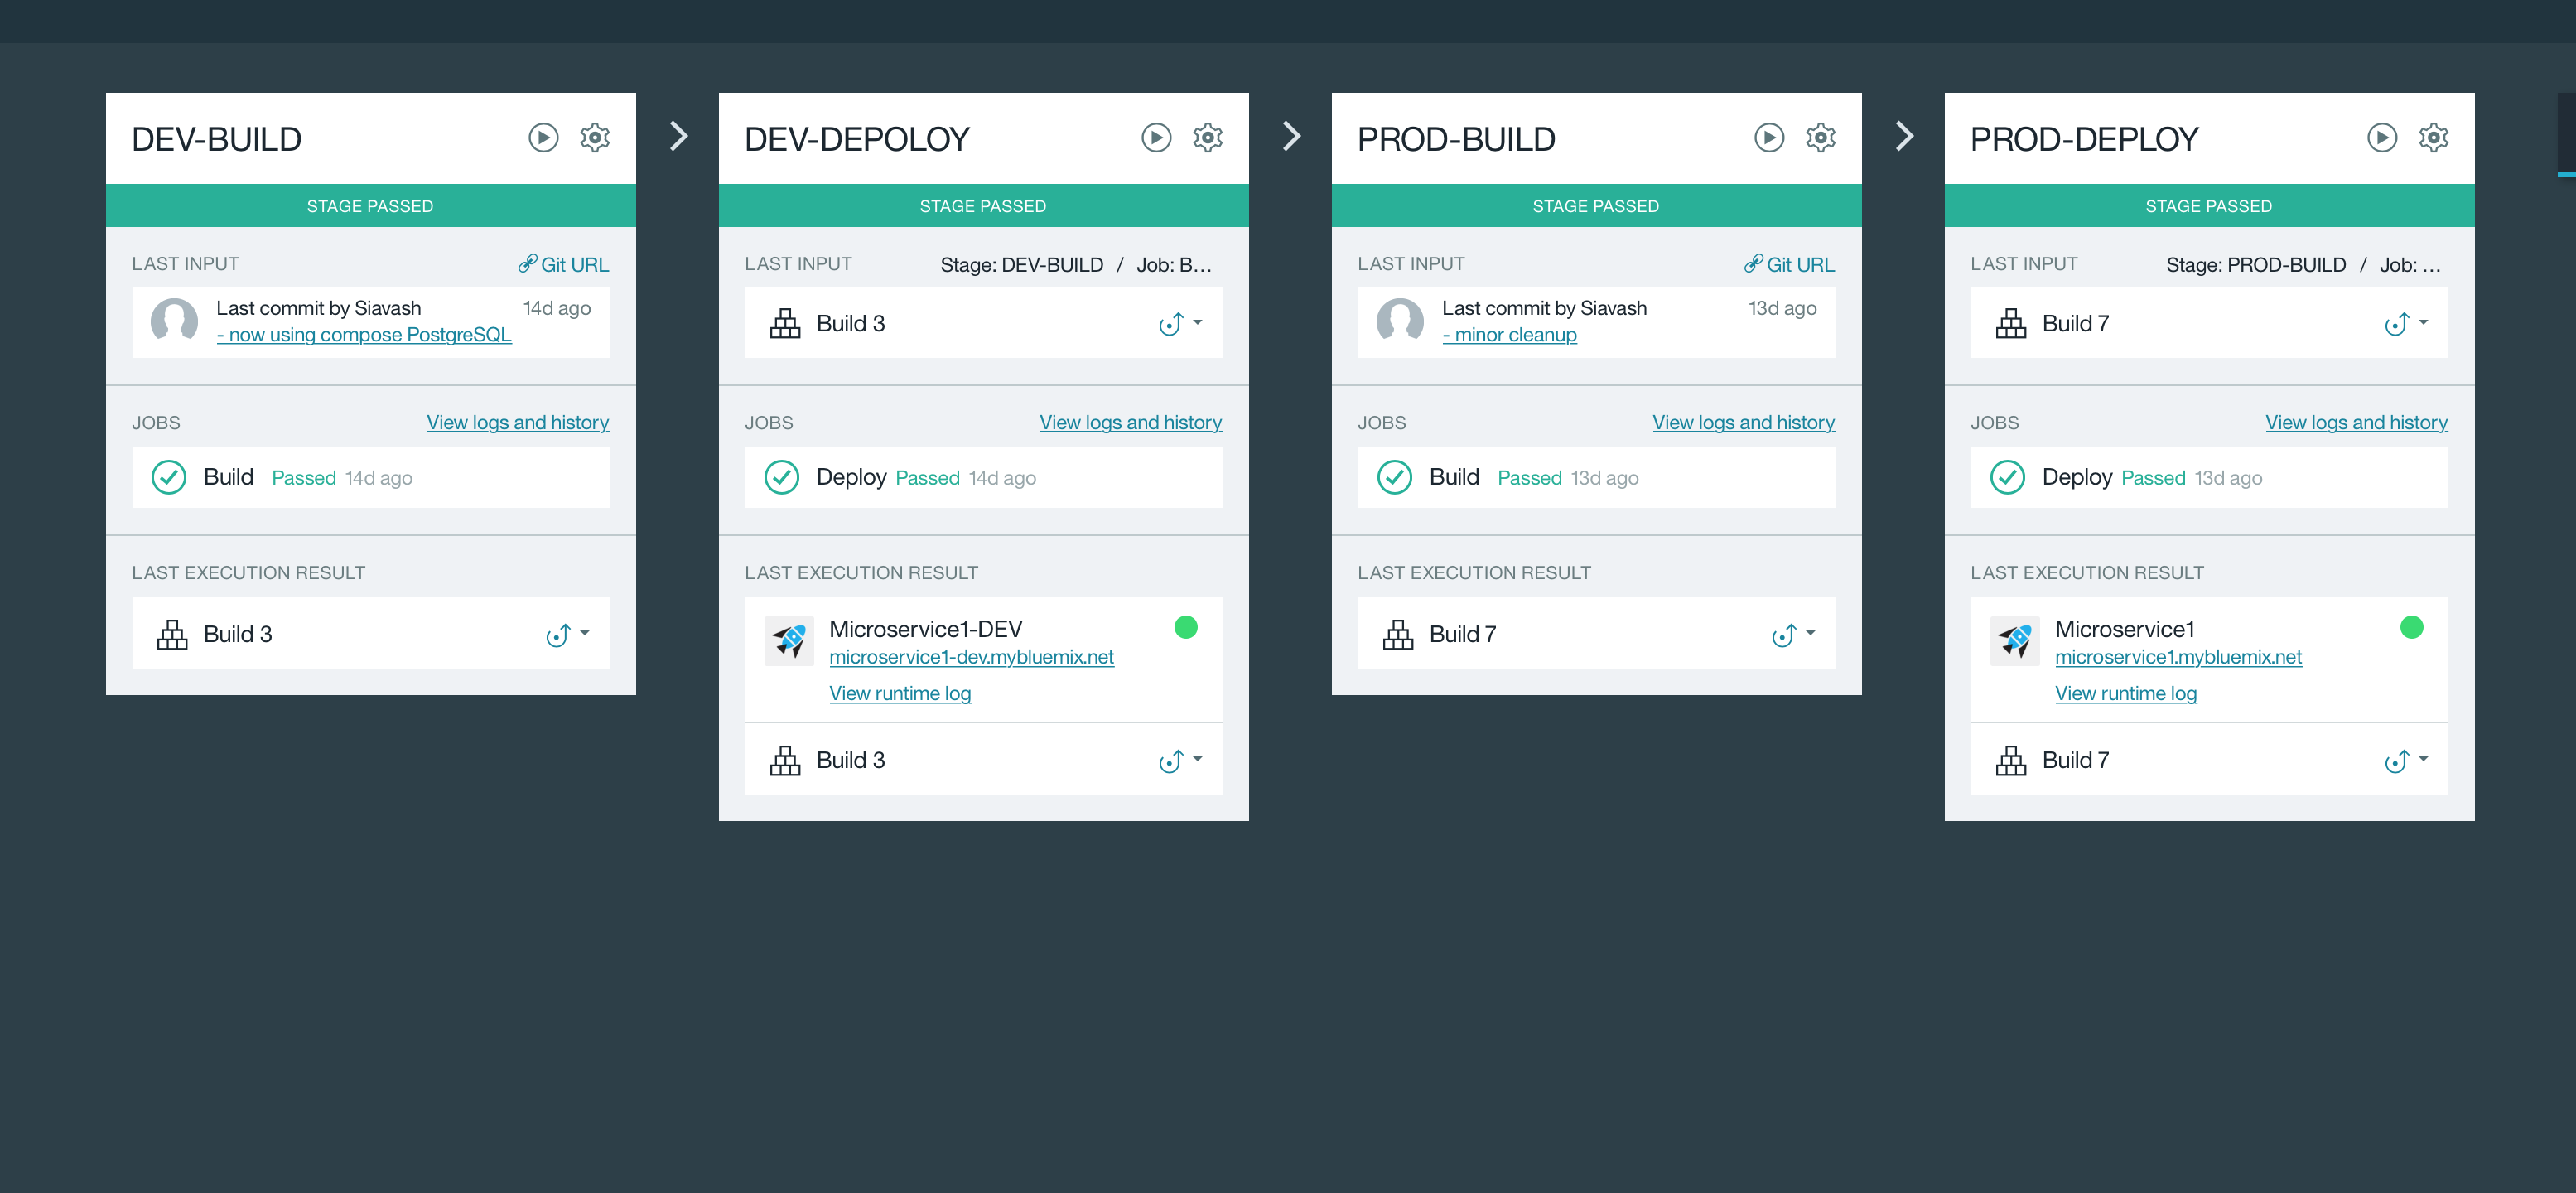 DEV-BUILD
STAGE PASSED
LAST INPUT Git URL
Last commit by Siavash 14d ago
- now using compose PostgreSQL
JOBS View logs and history
Build Passed 14d ago
LAST EXECUTION RESULT
Build 3
DEV-DEPOLOY
STAGE PASSED
LAST INPUT Stage: DEV-BUILD / Job: B...
Build 3
JOBS View logs and history
Deploy Passed 14d ago
LAST EXECUTION RESULT
Microservice1-DEV
microservice1-dev.mybluemix.net
View runtime log
Build 3
PROD-BUILD
STAGE PASSED
LAST INPUT Git URL
Last commit by Siavash 13d ago
- minor cleanup
JOBS View logs and history
Build Passed 13d ago
LAST EXECUTION RESULT
Build 7
PROD-DEPLOY
STAGE PASSED
LAST INPUT Stage: PROD-BUILD / Job: ...
Build 7
JOBS View logs and history
Deploy Passed 13d ago
LAST EXECUTION RESULT
Microservice1
microservice1.mybluemix.net
View runtime log
Build 7